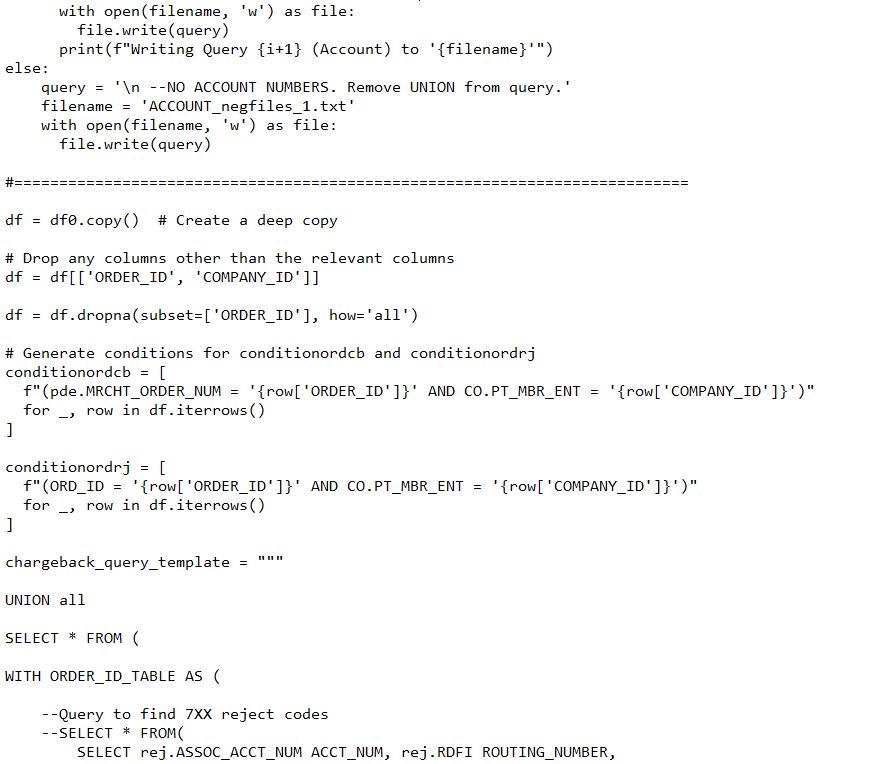 with open(filename, 'w') as file:
file.write(query)
print(f"Writing Query {i+1} (Account) to '{filename}'")
else:
query = '\n --NO ACCOUNT NUMBERS. Remove UNION from query.'
filename = 'ACCOUNT_negfiles_1.txt'
with open(filename, 'w') as file:
file.write(query)
#===========================================================================
df = df0.copy()  # Create a deep copy
# Drop any columns other than the relevant columns
df = df[['ORDER_ID', 'COMPANY_ID']]
df = df.dropna(subset=['ORDER_ID'], how='all')
# Generate conditions for conditionordcb and conditionordrj
conditionordcb = [
f"(pde.MRCHT_ORDER_NUM = '{row['ORDER_ID']}' AND CO.PT_MBR_ENT = '{row['COMPANY_ID']}')"
for _, row in df.iterrows()
]
conditionordrj = [
f"(ORD_ID = '{row['ORDER_ID']}' AND CO.PT_MBR_ENT = '{row['COMPANY_ID']}')"
for _, row in df.iterrows()
]
chargeback_query_template = """
UNION all
SELECT * FROM (
WITH ORDER_ID_TABLE AS (
--Query to find 7XX reject codes
--SELECT * FROM(
SELECT rej.ASSOC_ACCT_NUM ACCT_NUM, rej.RDFI ROUTING_NUMBER,